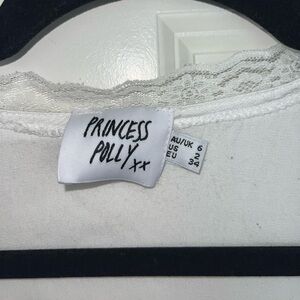 PRINCESS
POLLY xx
AU/UK 6
US 2
EU 34